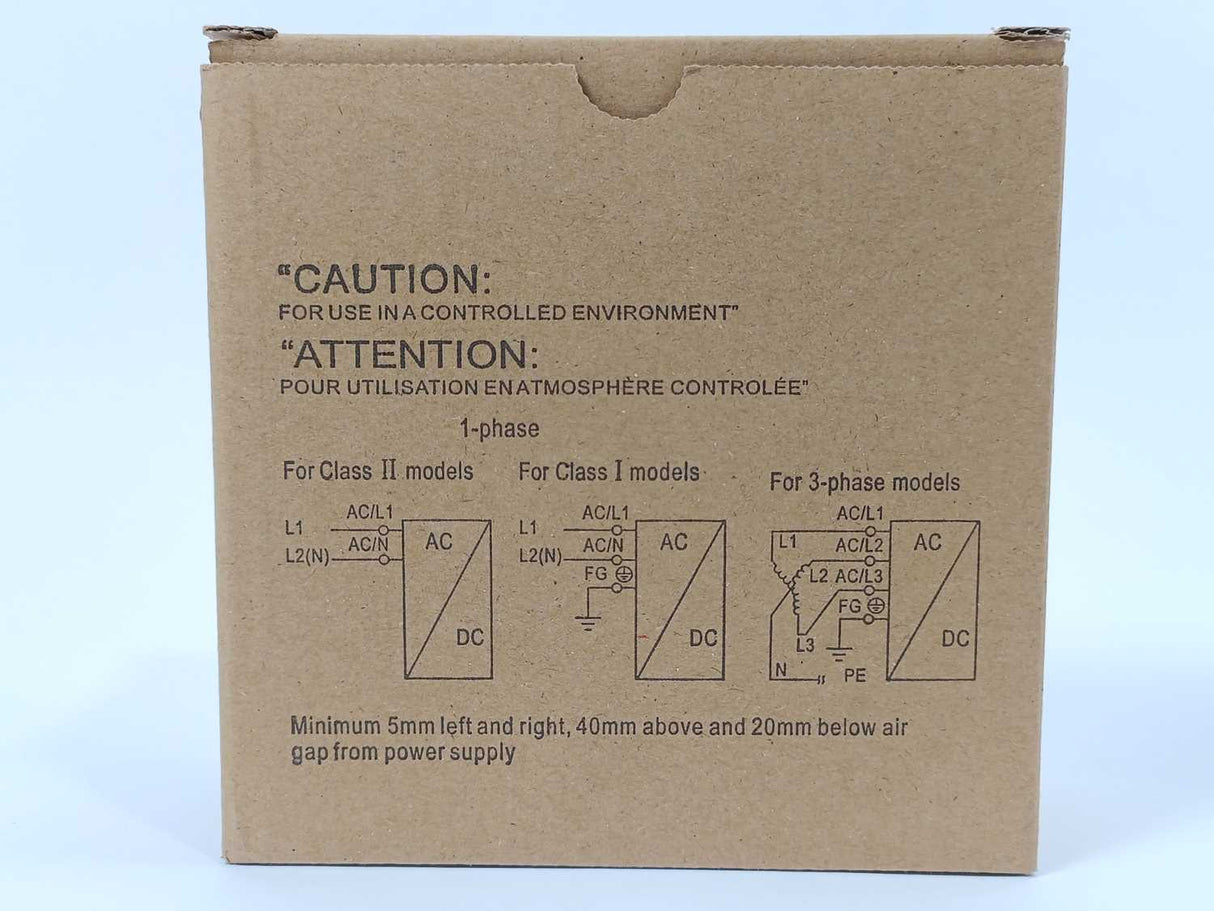 "CAUTION:
FOR USE IN A CONTROLLED ENVIRONMENT"
"ATTENTION:
POUR UTILISATION EN ATMOSPHÈRE CONTROLÉE"
1-phase
For Class II models
L1
AC/L1
L2(N)
AC/N
AC
DC
For Class I models
L1
AC/L1
L2(N)
AC/N
FG
AC
DC
For 3-phase models
AC/L1
L1
AC/L2
L2
AC/L3
FG
L3
N
PE
AC
DC
Minimum 5mm left and right, 40mm above and 20mm below air
gap from power supply